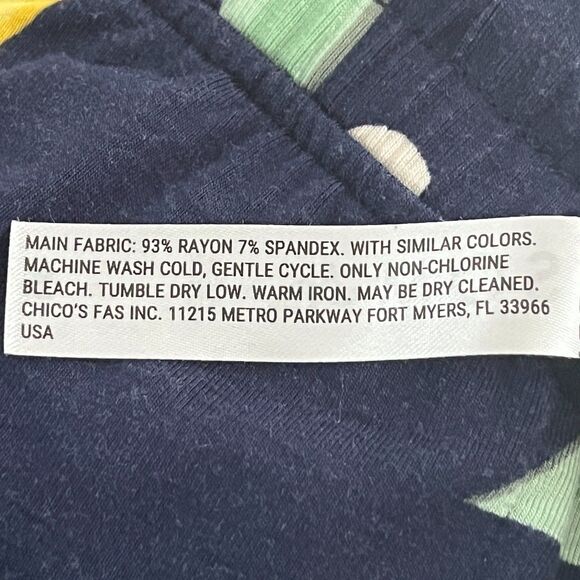 MAIN FABRIC: 93% RAYON 7% SPANDEX. WITH SIMILAR COLORS.
MACHINE WASH COLD, GENTLE CYCLE. ONLY NON-CHLORINE
BLEACH. TUMBLE DRY LOW. WARM IRON. MAY BE DRY CLEANED.
CHICO'S FAS INC. 11215 METRO PARKWAY FORT MYERS, FL 33966
USA